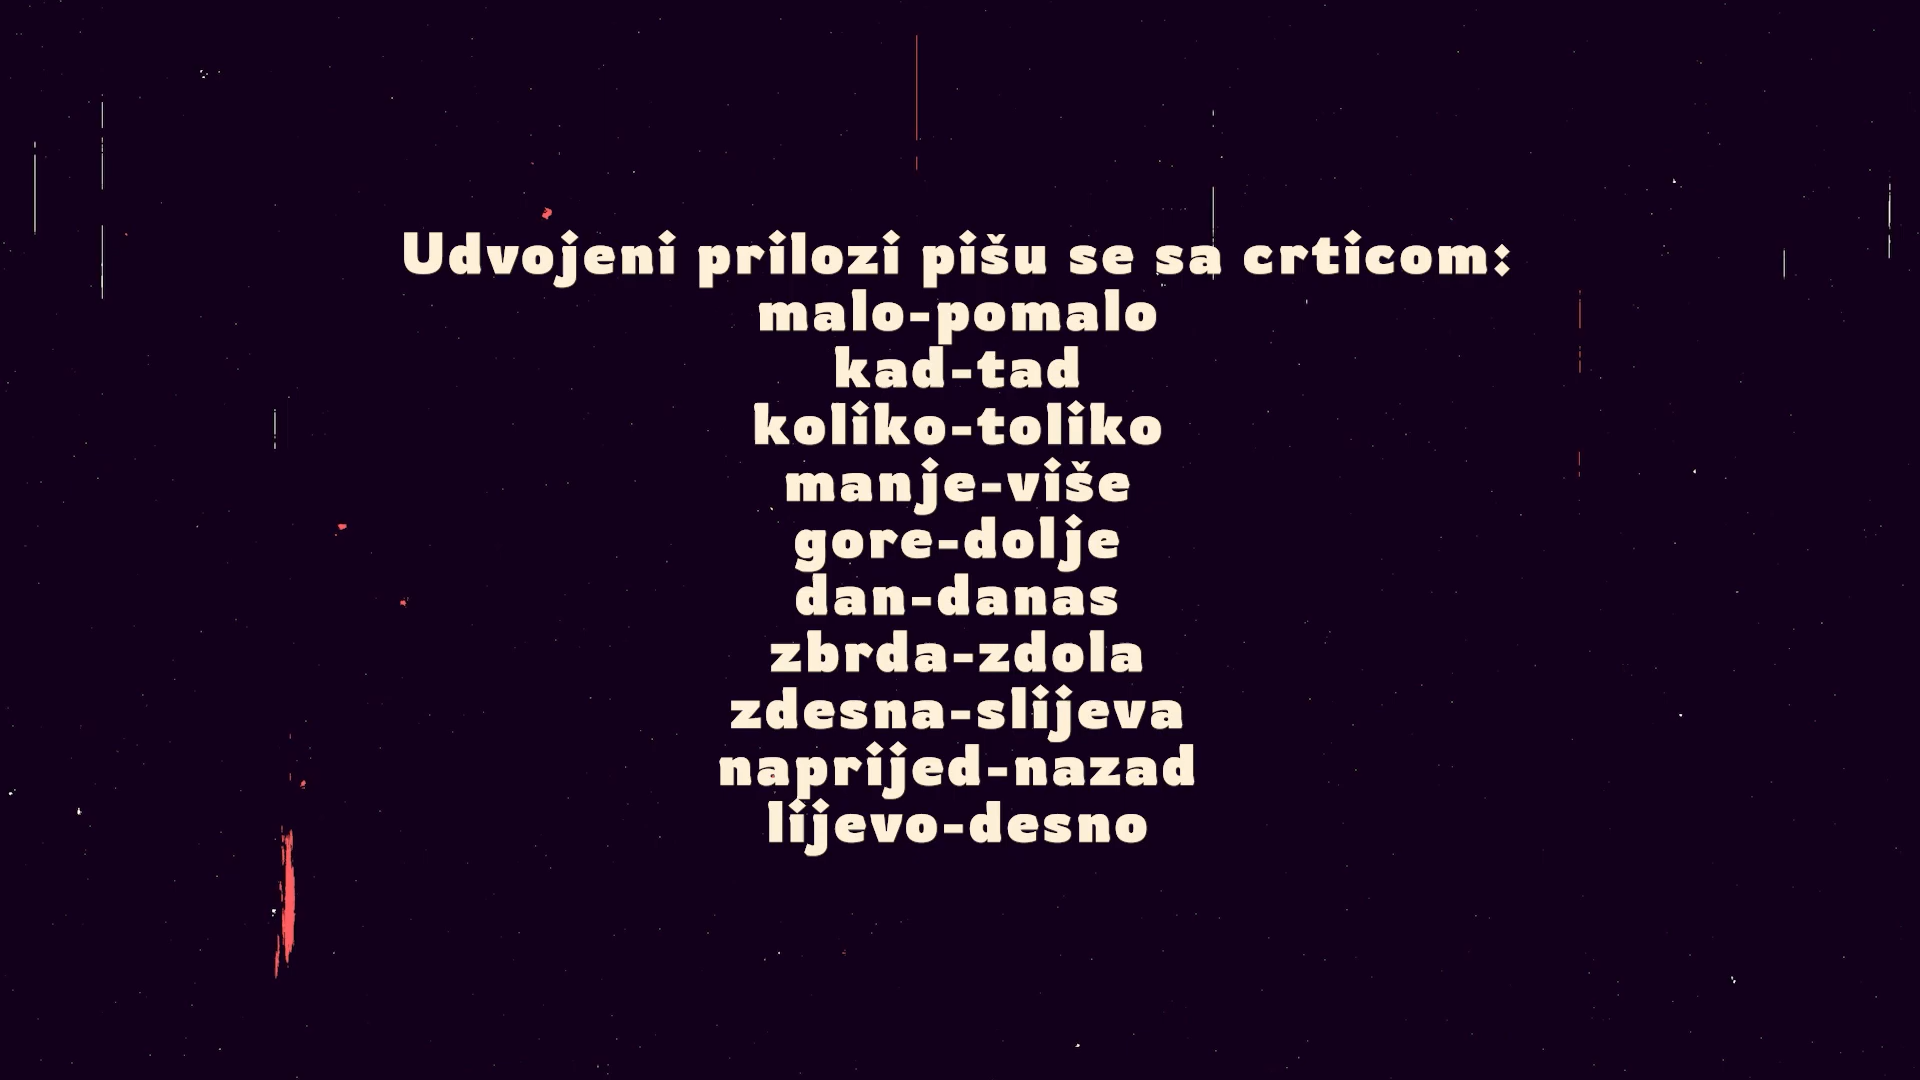 Udvojeni prilozi pišu se sa crticom:
malo-pomalo
kad-tad
koliko-toliko
manje-više
gore-dolje
dan-danas
zbrda-zdola
zdesna-slijeva
naprijed-nazad
lijevo-desno